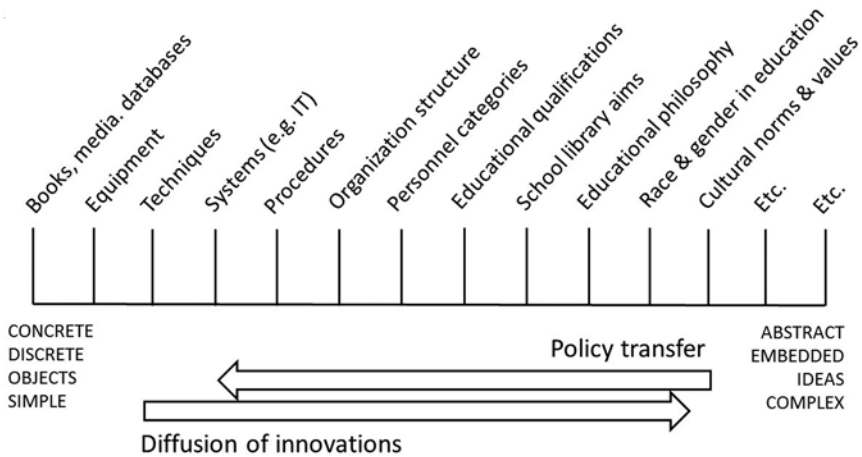 Books, media. databases
Equipment
Techniques
Systems (e.g. IT)
Procedures
Organization structure
Personnel categories
Educational qualifications
School library aims
Educational philosophy
Race & gender in education
Cultural norms & values
Etc.
Etc.
CONCRETE
DISCRETE
OBJECTS
SIMPLE
ABSTRACT
EMBEDDED
IDEAS
COMPLEX
Policy transfer
Diffusion of innovations